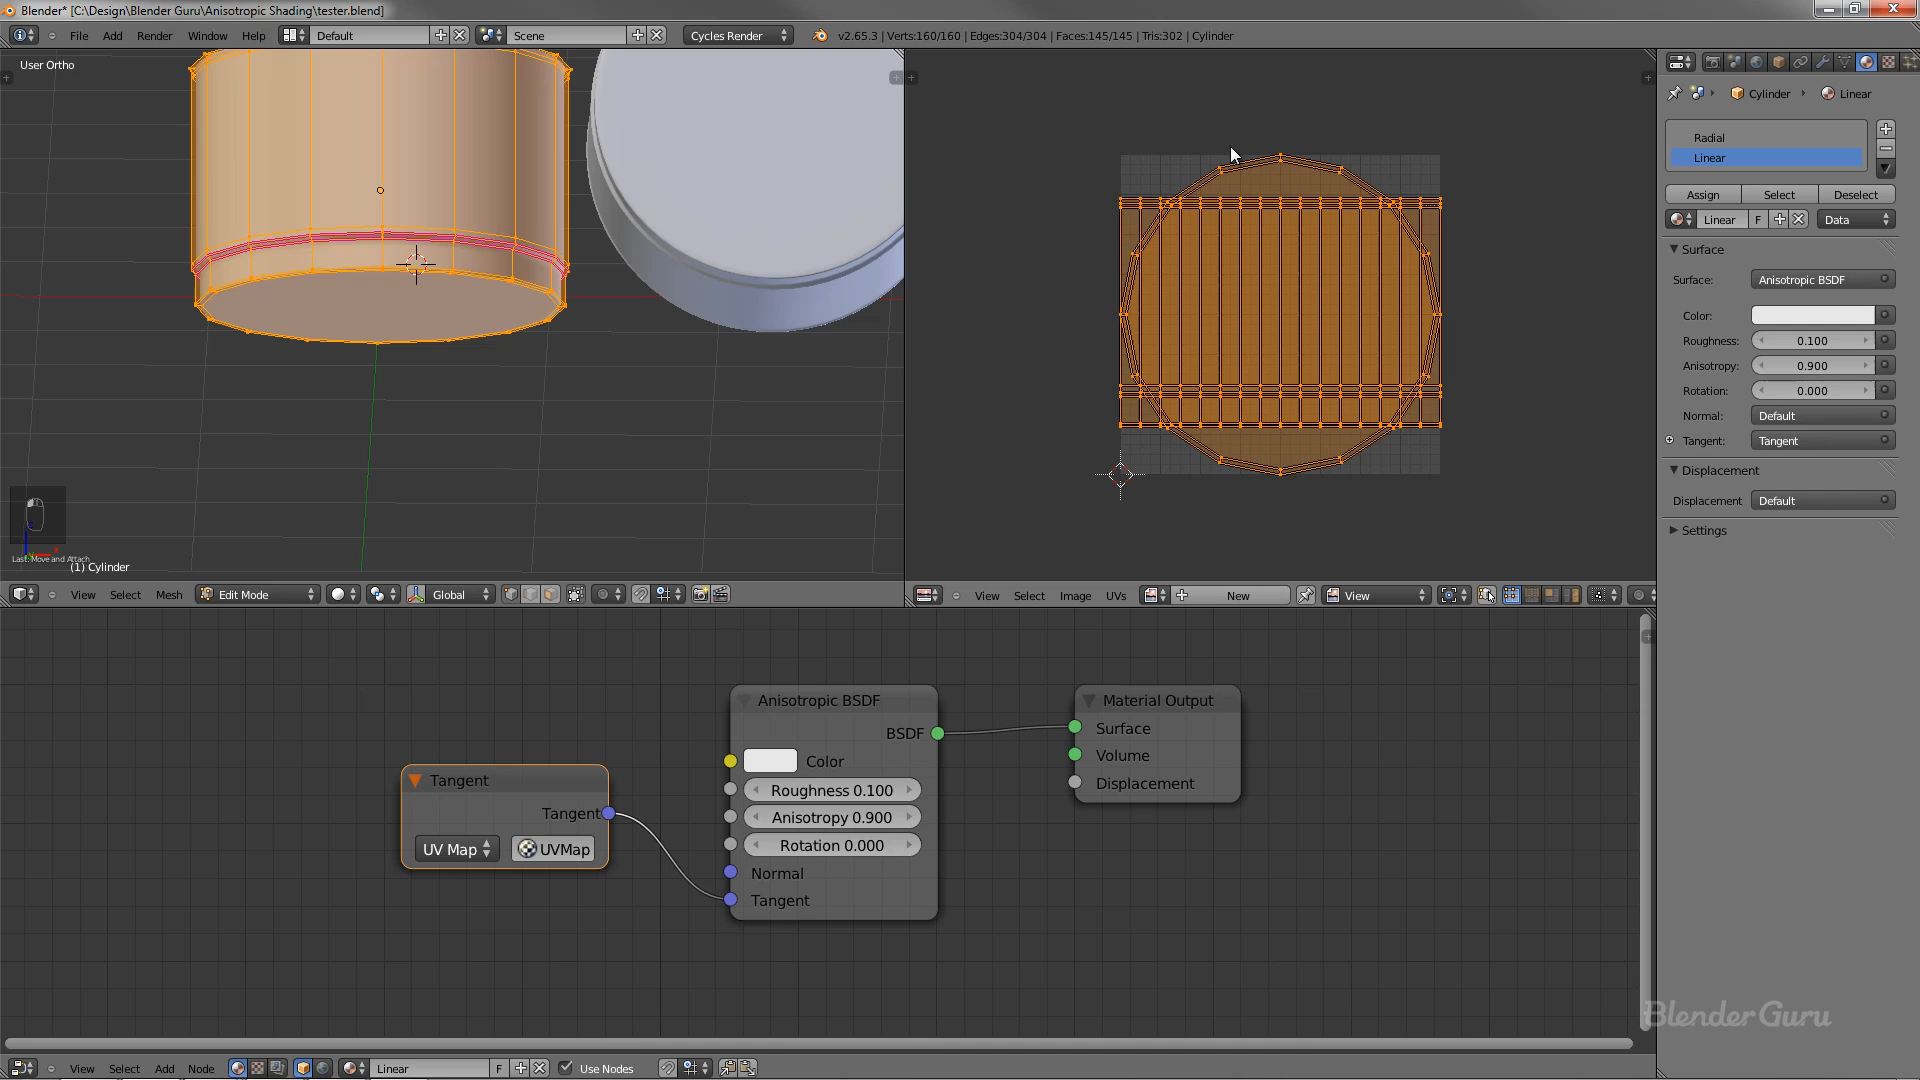 Blender* [C:\Design\Blender Guru\Anisotropic Shading\tester.blend]
File Add Render Window Help Default Scene Cycles Render v2.65.3 | Verts:160/160 | Edges:304/304 | Faces:145/145 | Tris:302 | Cylinder
User Ortho
Cylinder Linear
Radial
Linear
Assign Select Deselect
Linear F Data
Surface
Surface: Anisotropic BSDF
Color:
Roughness: 0.100
Anisotropy: 0.900
Rotation: 0.000
Normal: Default
Tangent: Tangent
Displacement
Displacement Default
Settings
Last: Move and Attach
(1) Cylinder
View Select Mesh Edit Mode Global
View Select Image UVs New View
Anisotropic BSDF
BSDF
Color
Roughness 0.100
Anisotropy 0.900
Rotation 0.000
Normal
Tangent
Material Output
Surface
Volume
Displacement
Tangent
Tangent
UV Map UVMap
BlenderGuru
View Select Add Node Linear F Use Nodes